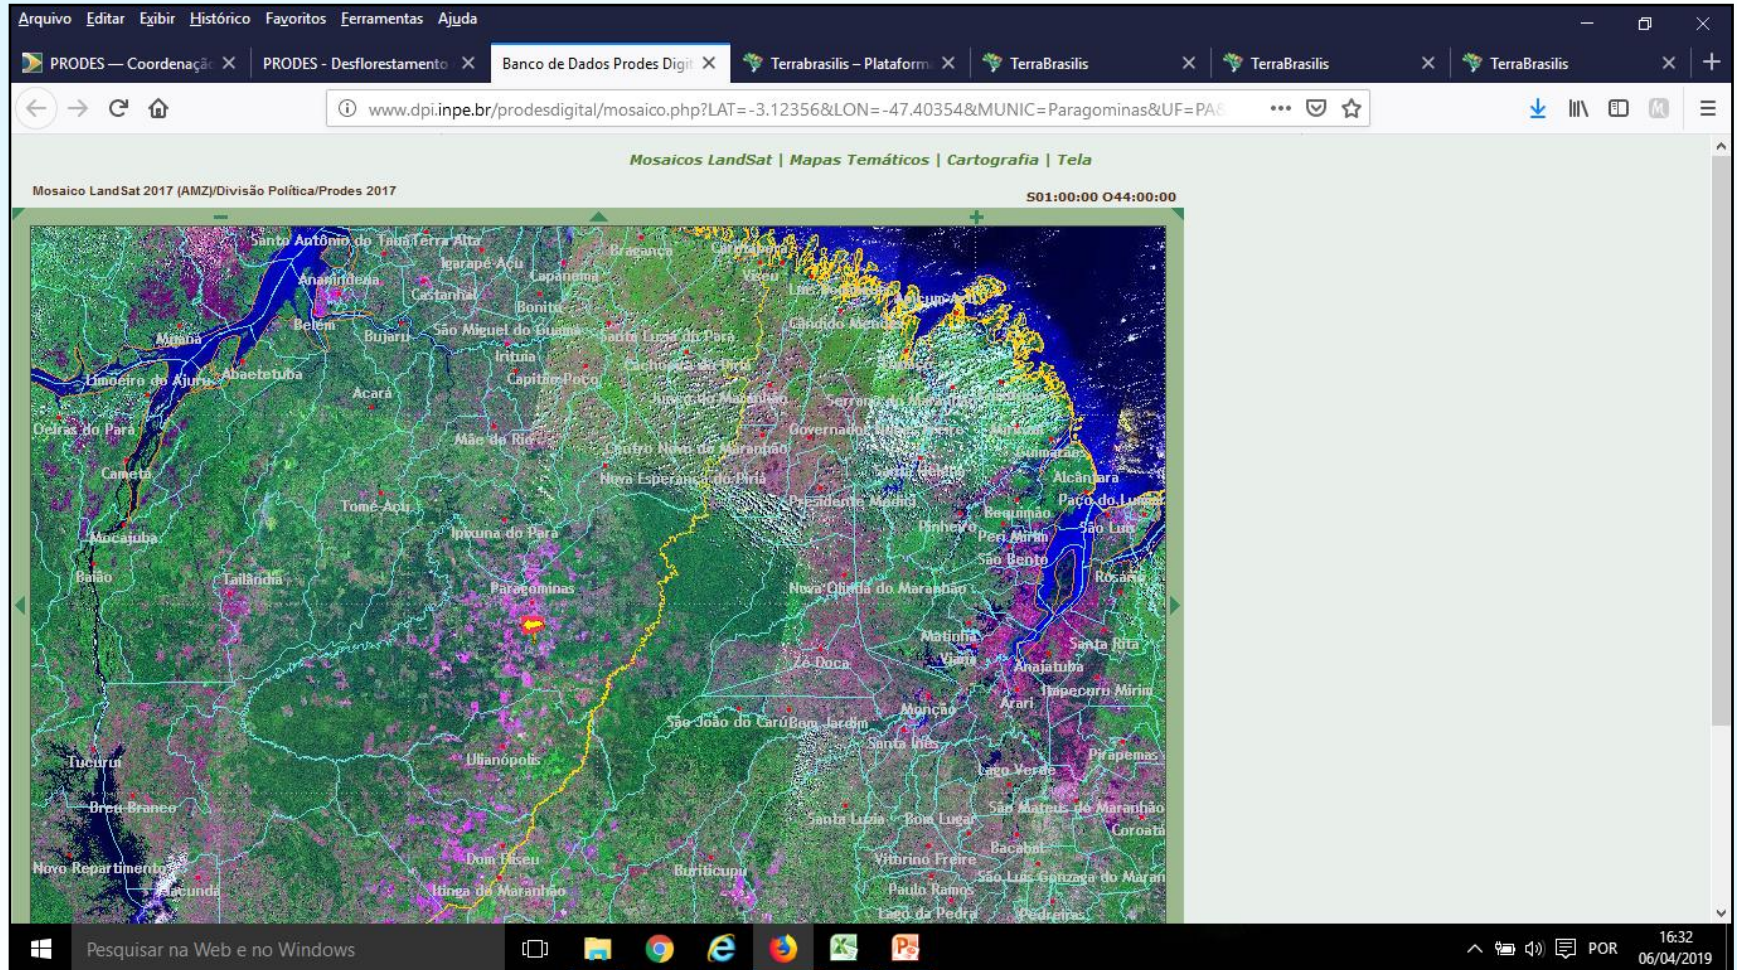 Arquivo Editar Exibir Histórico Favoritos Ferramentas Ajuda
PRODES — Coordenaçã
PRODES - Desflorestamento
Banco de Dados Prodes Digit
Terrabrasilis – Plataform
TerraBrasilis
TerraBrasilis
TerraBrasilis
www.dpi.inpe.br/prodesdigital/mosaico.php?LAT=-3.12356&LON=-47.40354&MUNIC=Paragominas&UF=PA&
Mosaicos LandSat | Mapas Temáticos | Cartografia | Tela
Mosaico LandSat 2017 (AMZ)/Divisão Política/Prodes 2017
S01:00:00 O44:00:00
Santo Antônio do Tauá Terra Alta
Bragança
Igarapé-Açu
Capanema
Viseu
Ananindeua
Castanhal
Bonito
Belém
Bujaru
São Miguel do Guamá
Cândido Mendes
Santa Luzia do Pará
Muaná
Irituia
Limoeiro do Ajuru
Abaetetuba
Capitão Poço
Cachoeira do Piriá
Acará
Junco do Maranhão
Serrano do Maranhão
Oeiras do Pará
Mãe do Rio
Governador Nunes Freire
Centro Novo do Maranhão
Guimarães
Cametá
Nova Esperança do Piriá
Alcântara
Tomé-Açu
Presidente Médici
Paço do Lumiar
Bequimão
Mocajuba
Ipixuna do Pará
Pinheiro
Peri Mirim
São Luís
Baião
Tailândia
São Bento
Rosário
Paragominas
Nova Olinda do Maranhão
Matinha
Santa Rita
Zé Doca
Viana
Anajatuba
Itapecuru Mirim
Monção
Arari
São João do Carú
Bom Jardim
Santa Inês
Tucuruí
Ulianópolis
Lago Verde
Pirapemas
Breu Branco
São Mateus do Maranhão
Santa Luzia
Bom Lugar
Coroatá
Dom Eliseu
Bacabal
Novo Repartimento
Buriticupu
Vitorino Freire
São Luís Gonzaga do Maran
Jacundá
Itinga do Maranhão
Paulo Ramos
Lago da Pedra
Pedreiras
Pesquisar na Web e no Windows
POR
16:32
06/04/2019